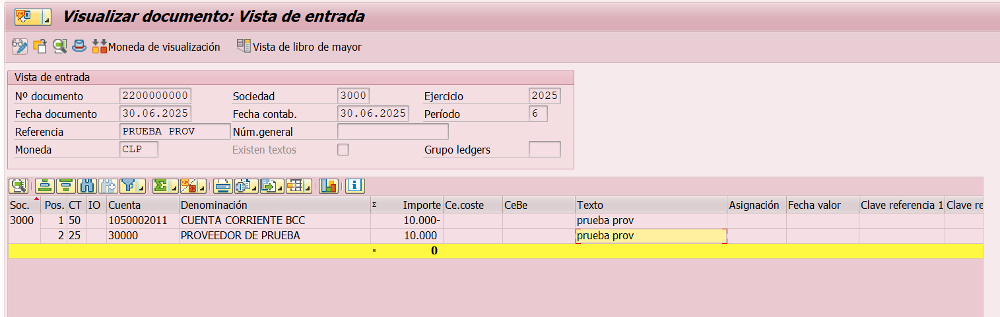 Visualizar documento: Vista de entrada
Moneda de visualización Vista de libro de mayor
Vista de entrada
Nº documento 2200000000 Sociedad 3000 Ejercicio 2025
Fecha documento 30.06.2025 Fecha contab. 30.06.2025 Período 6
Referencia PRUEBA PROV Núm.general
Moneda CLP Existen textos Grupo ledgers
Soc. Pos. CT IO Cuenta Denominación Σ Importe Ce.coste CeBe Texto Asignación Fecha valor Clave referencia 1 Clave re
3000 1 50 1050002011 CUENTA CORRIENTE BCC 10.000- prueba prov
2 25 30000 PROVEEDOR DE PRUEBA 10.000 prueba prov
0